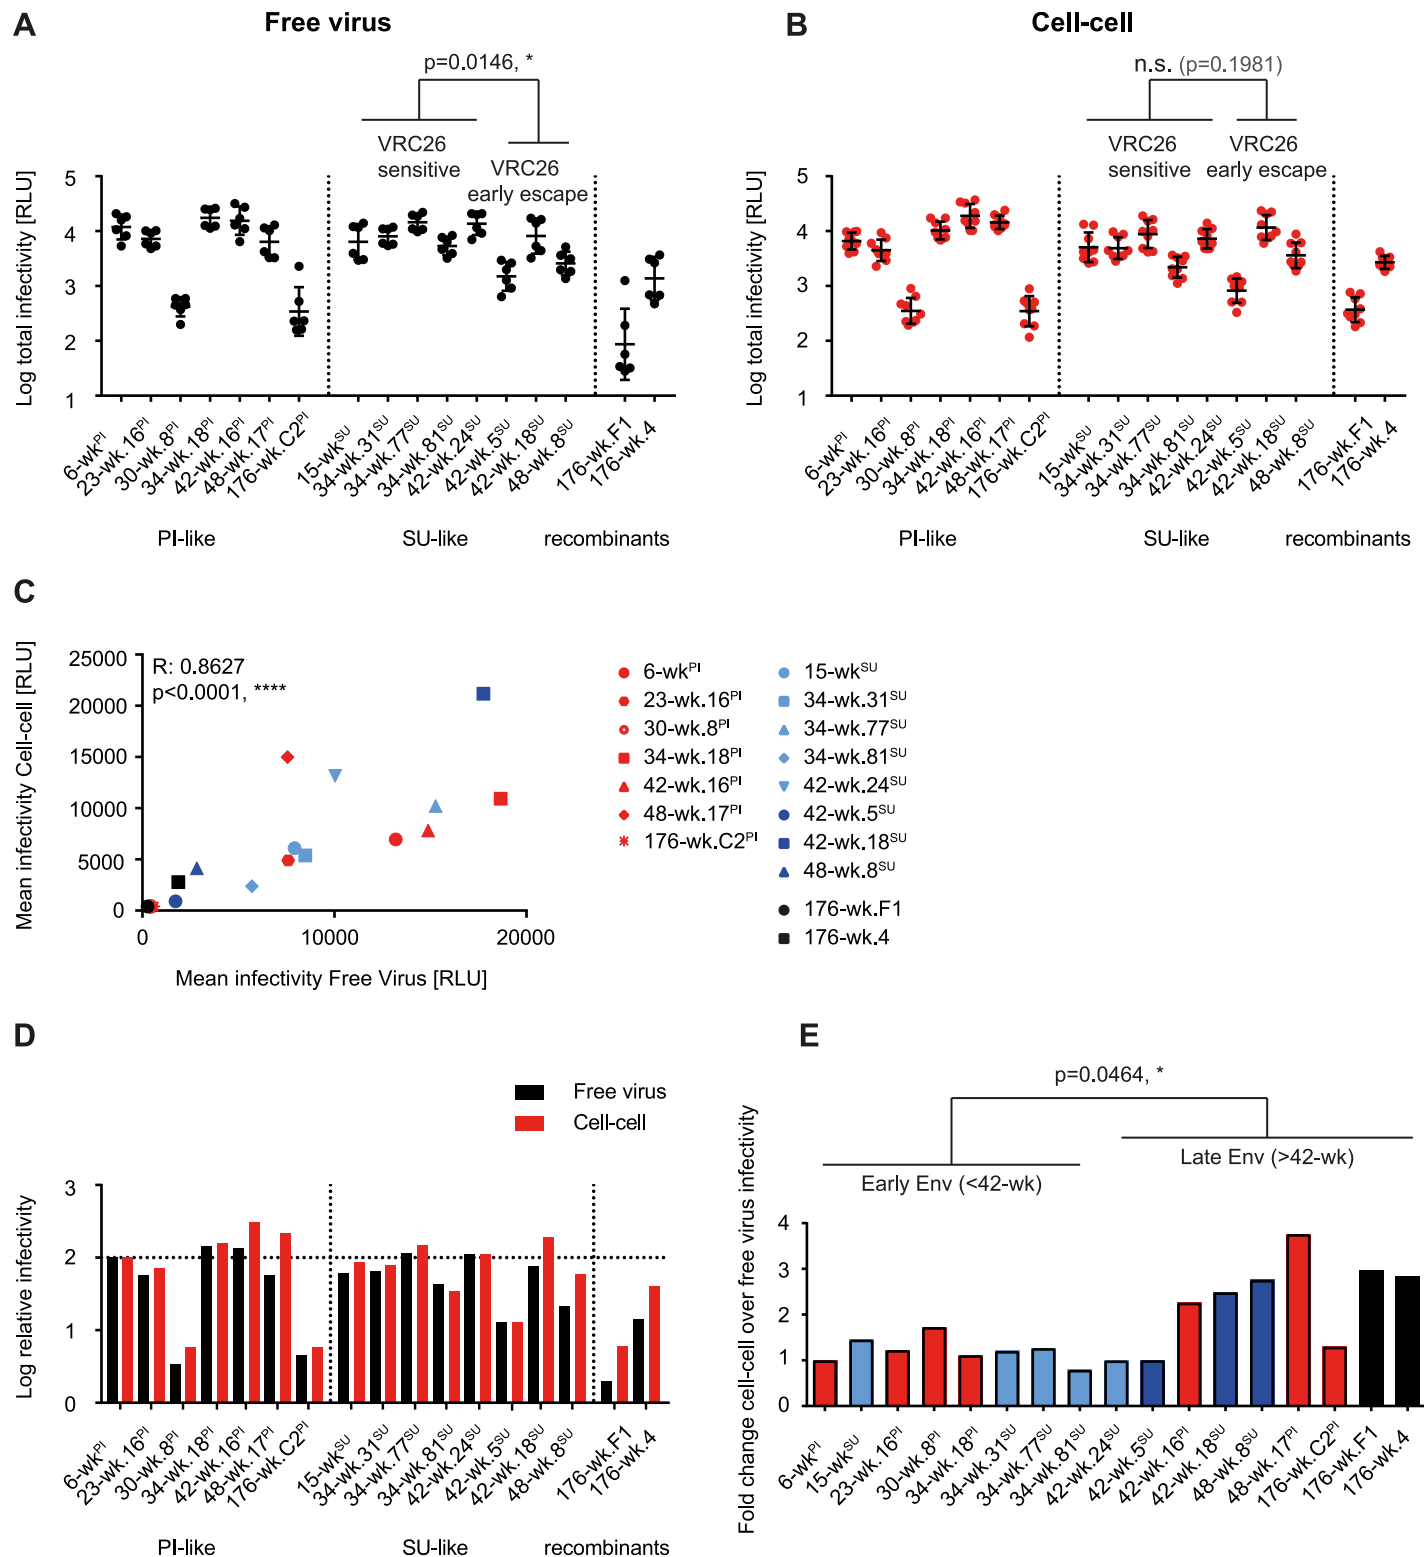 A
Free virus
p=0.0146, *
VRC26
sensitive
VRC26
early escape
Log total infectivity [RLU]
5
4
3
2
1
6-wkPI
23-wk.16PI
30-wk.8PI
34-wk.18PI
42-wk.16PI
48-wk.17PI
176-wk.C2PI
15-wkSU
34-wk.31SU
34-wk.77SU
34-wk.81SU
42-wk.24SU
42-wk.5SU
42-wk.18SU
48-wk.8SU
176-wk.F1
176-wk.4
PI-like
SU-like
recombinants
B
Cell-cell
n.s. (p=0.1981)
VRC26
sensitive
VRC26
early escape
Log total infectivity [RLU]
5
4
3
2
1
6-wkPI
23-wk.16PI
30-wk.8PI
34-wk.18PI
42-wk.16PI
48-wk.17PI
176-wk.C2PI
15-wkSU
34-wk.31SU
34-wk.77SU
34-wk.81SU
42-wk.24SU
42-wk.5SU
42-wk.18SU
48-wk.8SU
176-wk.F1
176-wk.4
PI-like
SU-like
recombinants
C
R: 0.8627
p<0.0001, ****
Mean infectivity Cell-cell [RLU]
25000
20000
15000
10000
5000
0
0
10000
20000
Mean infectivity Free Virus [RLU]
6-wkPI
23-wk.16PI
30-wk.8PI
34-wk.18PI
42-wk.16PI
48-wk.17PI
176-wk.C2PI
15-wkSU
34-wk.31SU
34-wk.77SU
34-wk.81SU
42-wk.24SU
42-wk.5SU
42-wk.18SU
48-wk.8SU
176-wk.F1
176-wk.4
D
Free virus
Cell-cell
Log relative infectivity
3
2
1
0
6-wkPI
23-wk.16PI
30-wk.8PI
34-wk.18PI
42-wk.16PI
48-wk.17PI
176-wk.C2PI
15-wkSU
34-wk.31SU
34-wk.77SU
34-wk.81SU
42-wk.24SU
42-wk.5SU
42-wk.18SU
48-wk.8SU
176-wk.F1
176-wk.4
PI-like
SU-like
recombinants
E
p=0.0464, *
Late Env (>42-wk)
Early Env (<42-wk)
Fold change cell-cell over free virus infectivity
4
3
2
1
0
6-wkPI
15-wkSU
23-wk.16PI
30-wk.8PI
34-wk.18PI
34-wk.31SU
34-wk.77SU
34-wk.81SU
42-wk.24SU
42-wk.5SU
42-wk.16PI
42-wk.18SU
48-wk.8SU
48-wk.17PI
176-wk.C2PI
176-wk.F1
176-wk.4